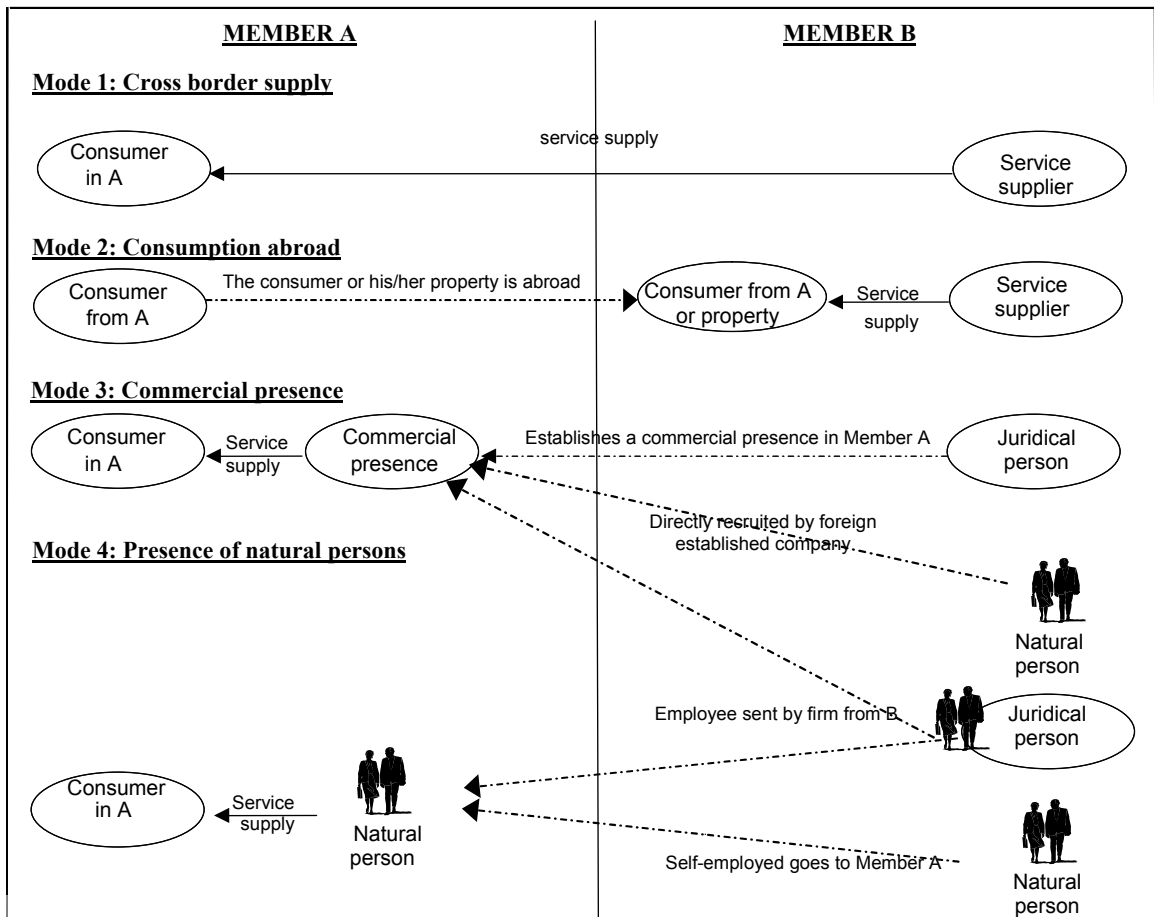 MEMBER A
MEMBER B
Mode 1: Cross border supply
service supply
Consumer
in A
Service
supplier
Mode 2: Consumption abroad
Consumer
from A
The consumer or his/her property is abroad
Consumer from A
or property
Service
supply
Service
supplier
Mode 3: Commercial presence
Consumer
in A
Service
supply
Commercial
presence
Establishes a commercial presence in Member A
Juridical
person
Directly recruited by foreign
established company
Mode 4: Presence of natural persons
Natural
person
Employee sent by firm from B
Juridical
person
Consumer
in A
Service
supply
Natural
person
Self-employed goes to Member A
Natural
person